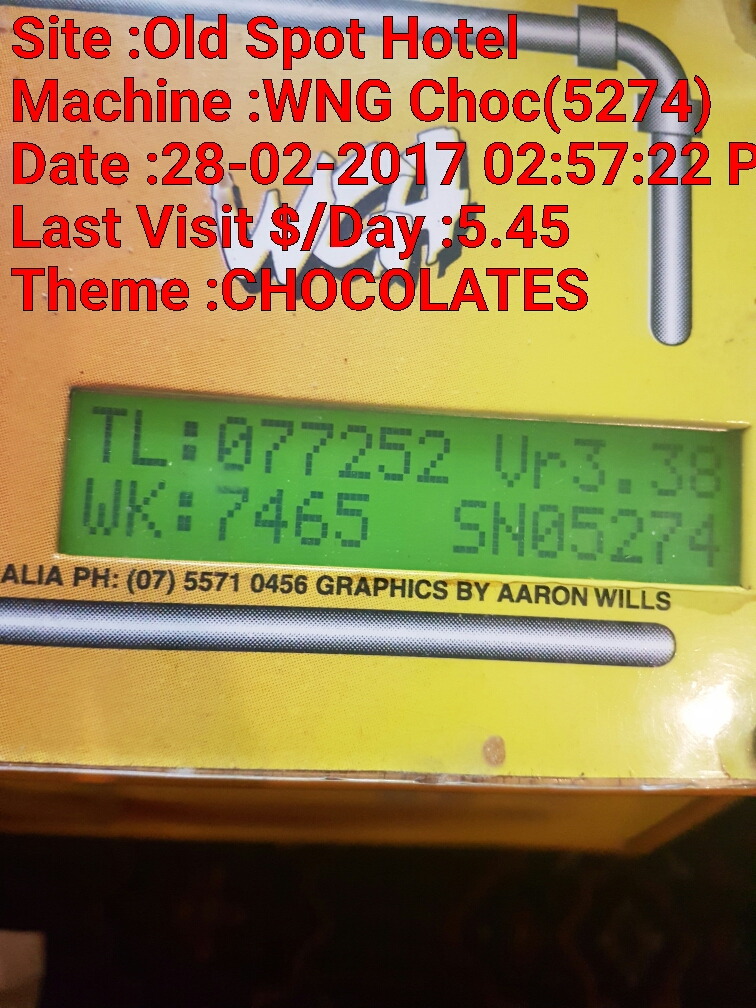 Site :Old Spot Hotel
Machine :WNG Choc(5274)
Date :28-02-2017 02:57:22 P
Last Visit $/Day :5.45
Theme :CHOCOLATES
TL:077252 Vr3.38
WK:7465 SN05274
ALIA PH: (07) 5571 0456 GRAPHICS BY AARON WILLS